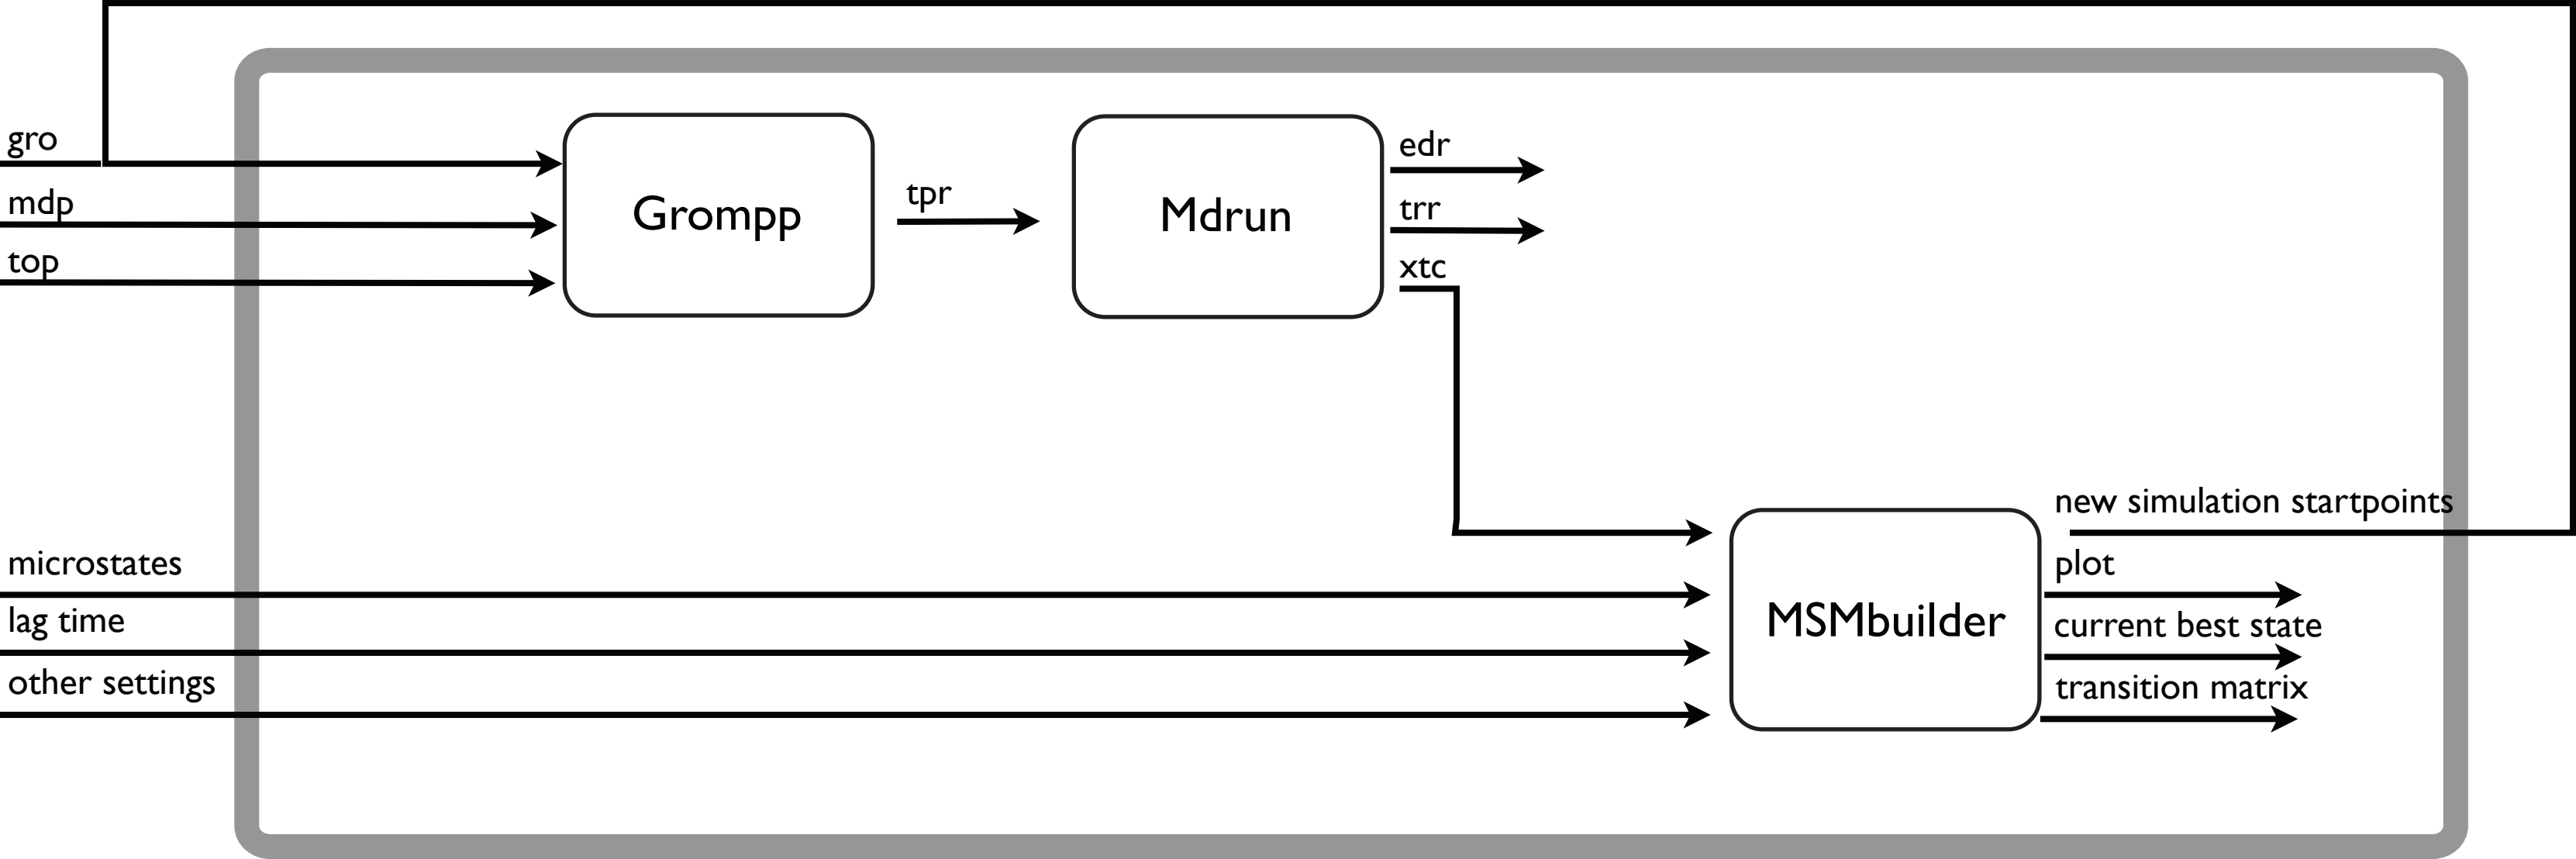 gro
mdp
top
Grompp
tpr
Mdrun
edr
trr
xtc
microstates
lag time
other settings
MSMbuilder
new simulation startpoints
plot
current best state
transition matrix